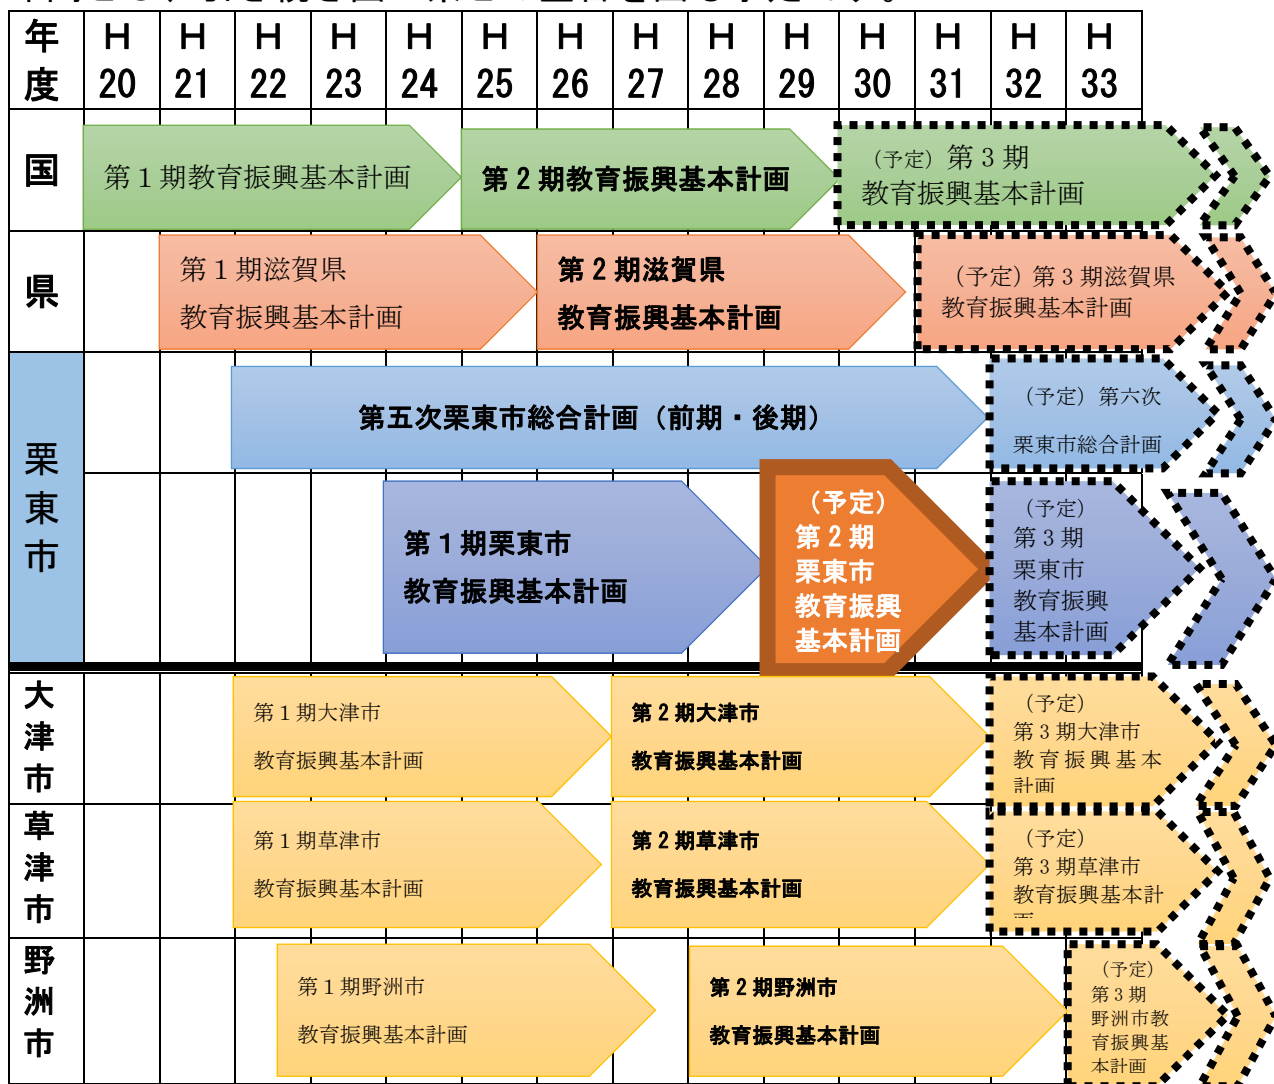 年度 H20 H21 H22 H23 H24 H25 H26 H27 H28 H29 H30 H31 H32 H33
国
第1期教育振興基本計画
第2期教育振興基本計画
（予定）第3期
教育振興基本計画
県
第1期滋賀県
教育振興基本計画
第2期滋賀県
教育振興基本計画
（予定）第3期滋賀県
教育振興基本計画
栗東市
第五次栗東市総合計画（前期・後期）
（予定）第六次
栗東市総合計画
第1期栗東市
教育振興基本計画
（予定）
第2期
栗東市
教育振興
基本計画
（予定）
第3期
栗東市
教育振興
基本計画
大津市
第1期大津市
教育振興基本計画
第2期大津市
教育振興基本計画
（予定）
第3期大津市
教育振興基本
計画
草津市
第1期草津市
教育振興基本計画
第2期草津市
教育振興基本計画
（予定）
第3期草津市
教育振興基本計
野洲市
第1期野洲市
教育振興基本計画
第2期野洲市
教育振興基本計画
（予定）
第3期
野洲市教
育振興基
本計画